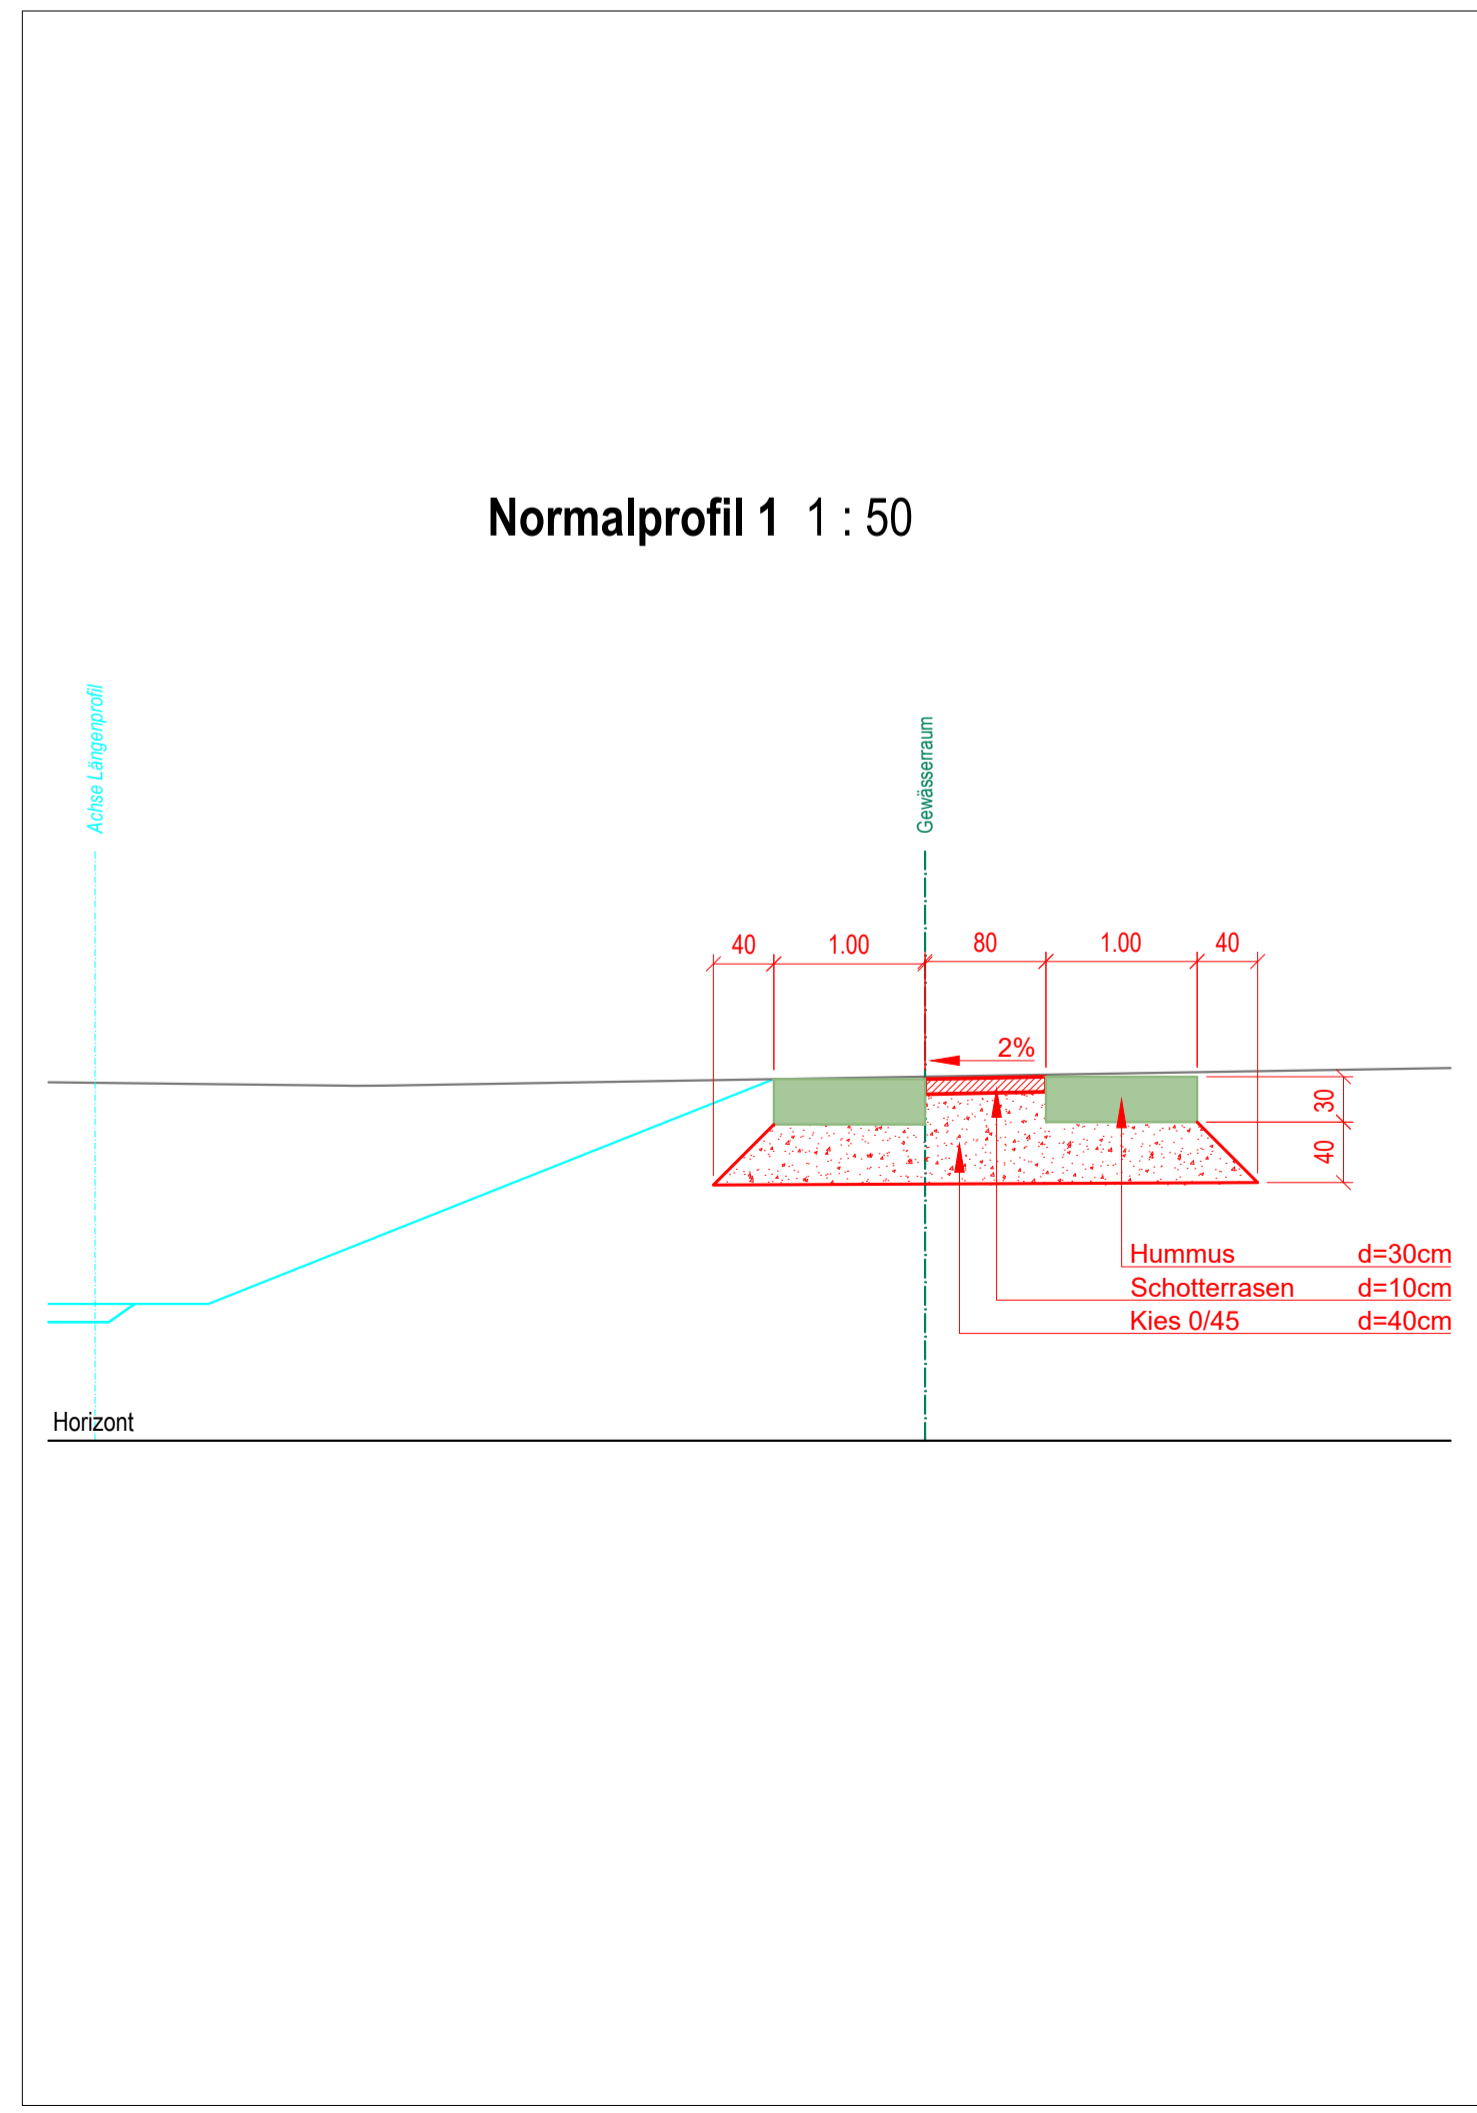 Normalprofil 1 1 : 50
Achse Längenprofil
Gewässerraum
40 1.00 80 1.00 40
2%
30
40
Hummus d=30cm
Schotterrasen d=10cm
Kies 0/45 d=40cm
Horizont